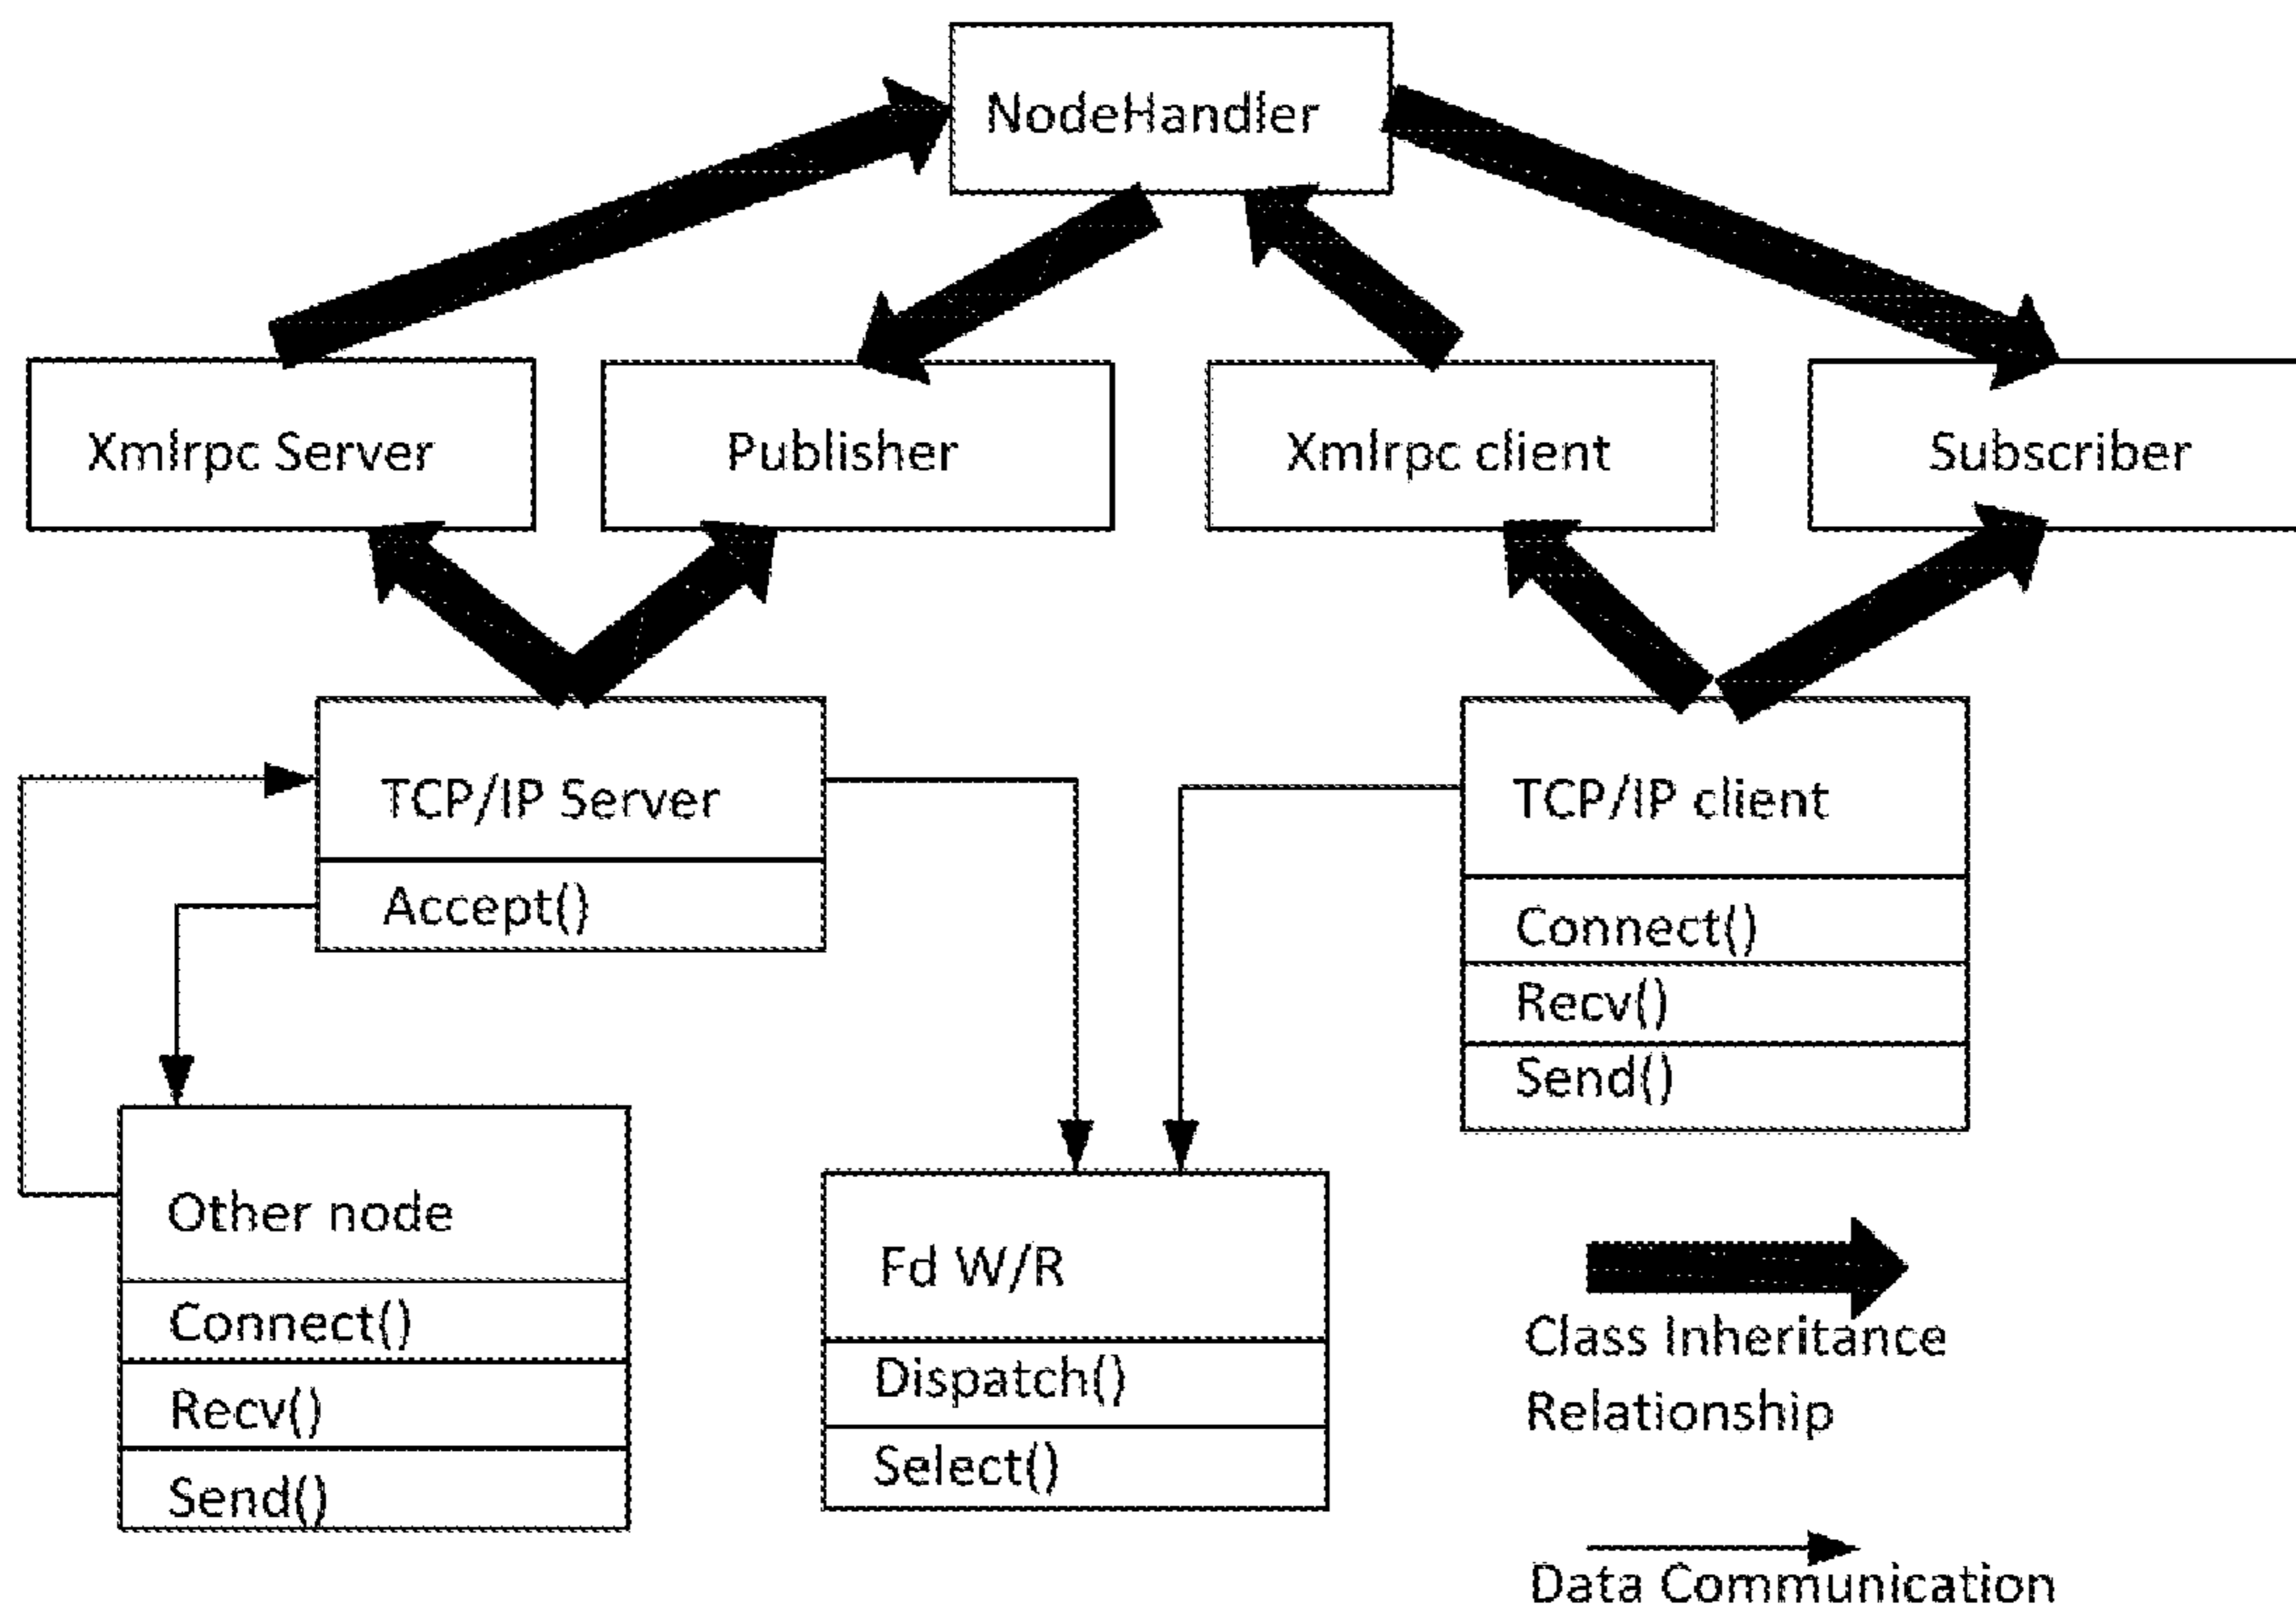 NodeHandler
Xmlrpc Server
Publisher
Xmlrpc client
Subscriber
TCP/IP Server
Accept()
TCP/IP client
Connect()
Recv()
Send()
Other node
Connect()
Recv()
Send()
Fd W/R
Dispatch()
Select()
Class Inheritance
Relationship
Data Communication